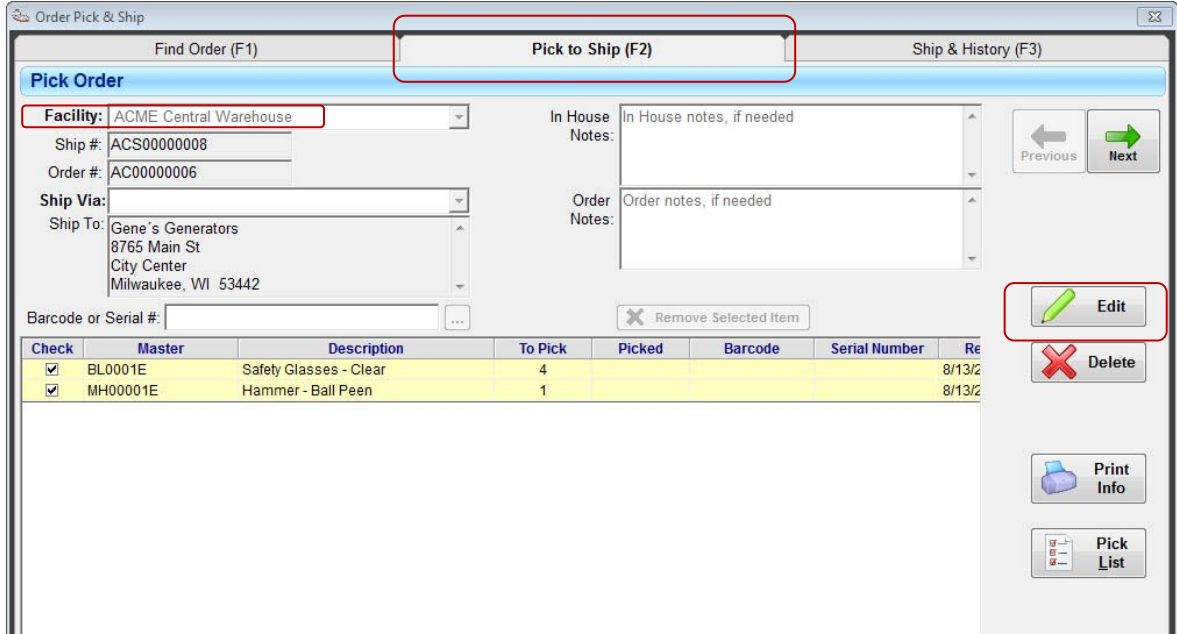 Order Pick & Ship
Find Order (F1) Pick to Ship (F2) Ship & History (F3)
Pick Order
Facility: ACME Central Warehouse
Ship #: ACS00000008
Order #: AC00000006
Ship Via:
Ship To: Gene´s Generators
8765 Main St
City Center
Milwaukee, WI 53442
In House Notes: In House notes, if needed
Order Notes: Order notes, if needed
Previous
Next
Barcode or Serial #: ...
Remove Selected Item
Edit
Delete
Print
Info
Pick
List
Check Master Description To Pick Picked Barcode Serial Number Re
BL0001E Safety Glasses - Clear 4 8/13/2
MH00001E Hammer - Ball Peen 1 8/13/2